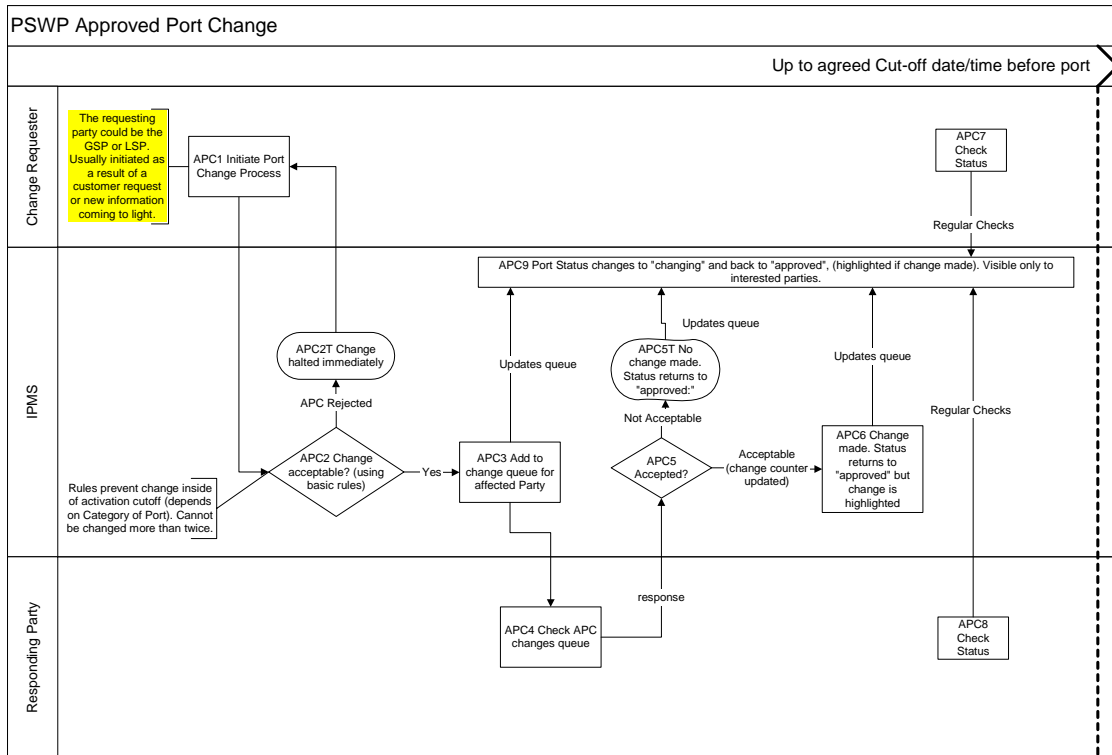 PSWP Approved Port Change
Up to agreed Cut-off date/time before port
Change Requester
The requesting
party could be the
GSP or LSP.
Usually initiated as
a result of a
customer request
or new information
coming to light.
APC1 Initiate Port
Change Process
APC7
Check
Status
Regular Checks
IPMS
APC9 Port Status changes to "changing" and back to "approved", (highlighted if change made). Visible only to
interested parties.
APC2T Change
halted immediately
APC Rejected
APC2 Change
acceptable? (using
basic rules)
Rules prevent change inside
of activation cutoff (depends
on Category of Port). Cannot
be changed more than twice.
Yes
APC3 Add to
change queue for
affected Party
Updates queue
Updates queue
APC5T No
change made.
Status returns to
"approved:"
Not Acceptable
APC5
Accepted?
Acceptable
(change counter
updated)
Updates queue
APC6 Change
made. Status
returns to
"approved" but
change is
highlighted
Regular Checks
Responding Party
APC4 Check APC
changes queue
response
APC8
Check
Status